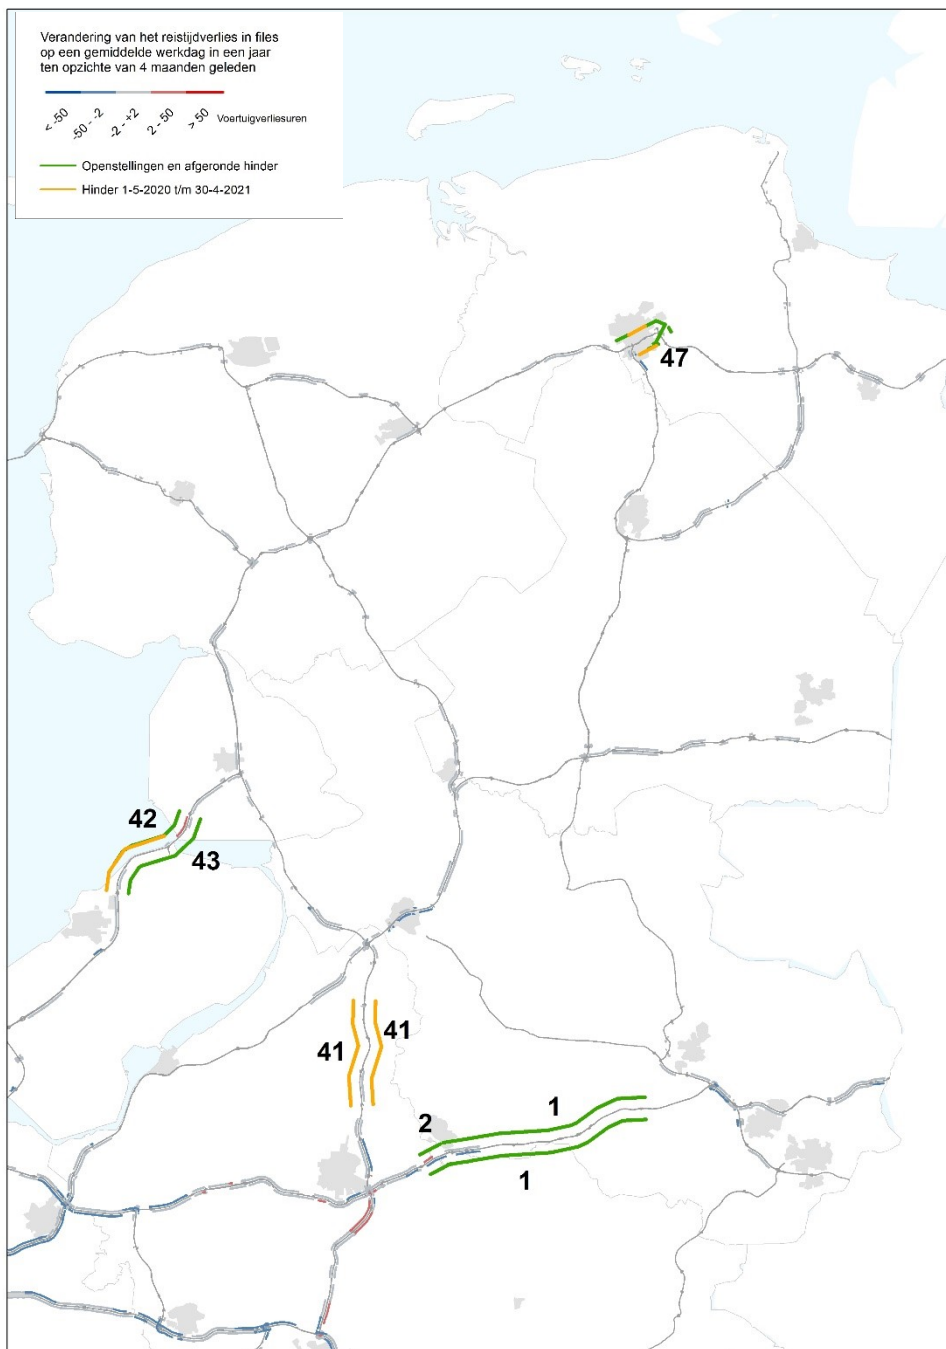 Verandering van het reistijdverlies in files
op een gemiddelde werkdag in een jaar
ten opzichte van 4 maanden geleden
< -50
-50 - -2
-2 - +2
2 - 50
> 50
Voertuigverliesuren
Openstellingen en afgeronde hinder
Hinder 1-5-2020 t/m 30-4-2021
47
42
43
41
41
1
2
1